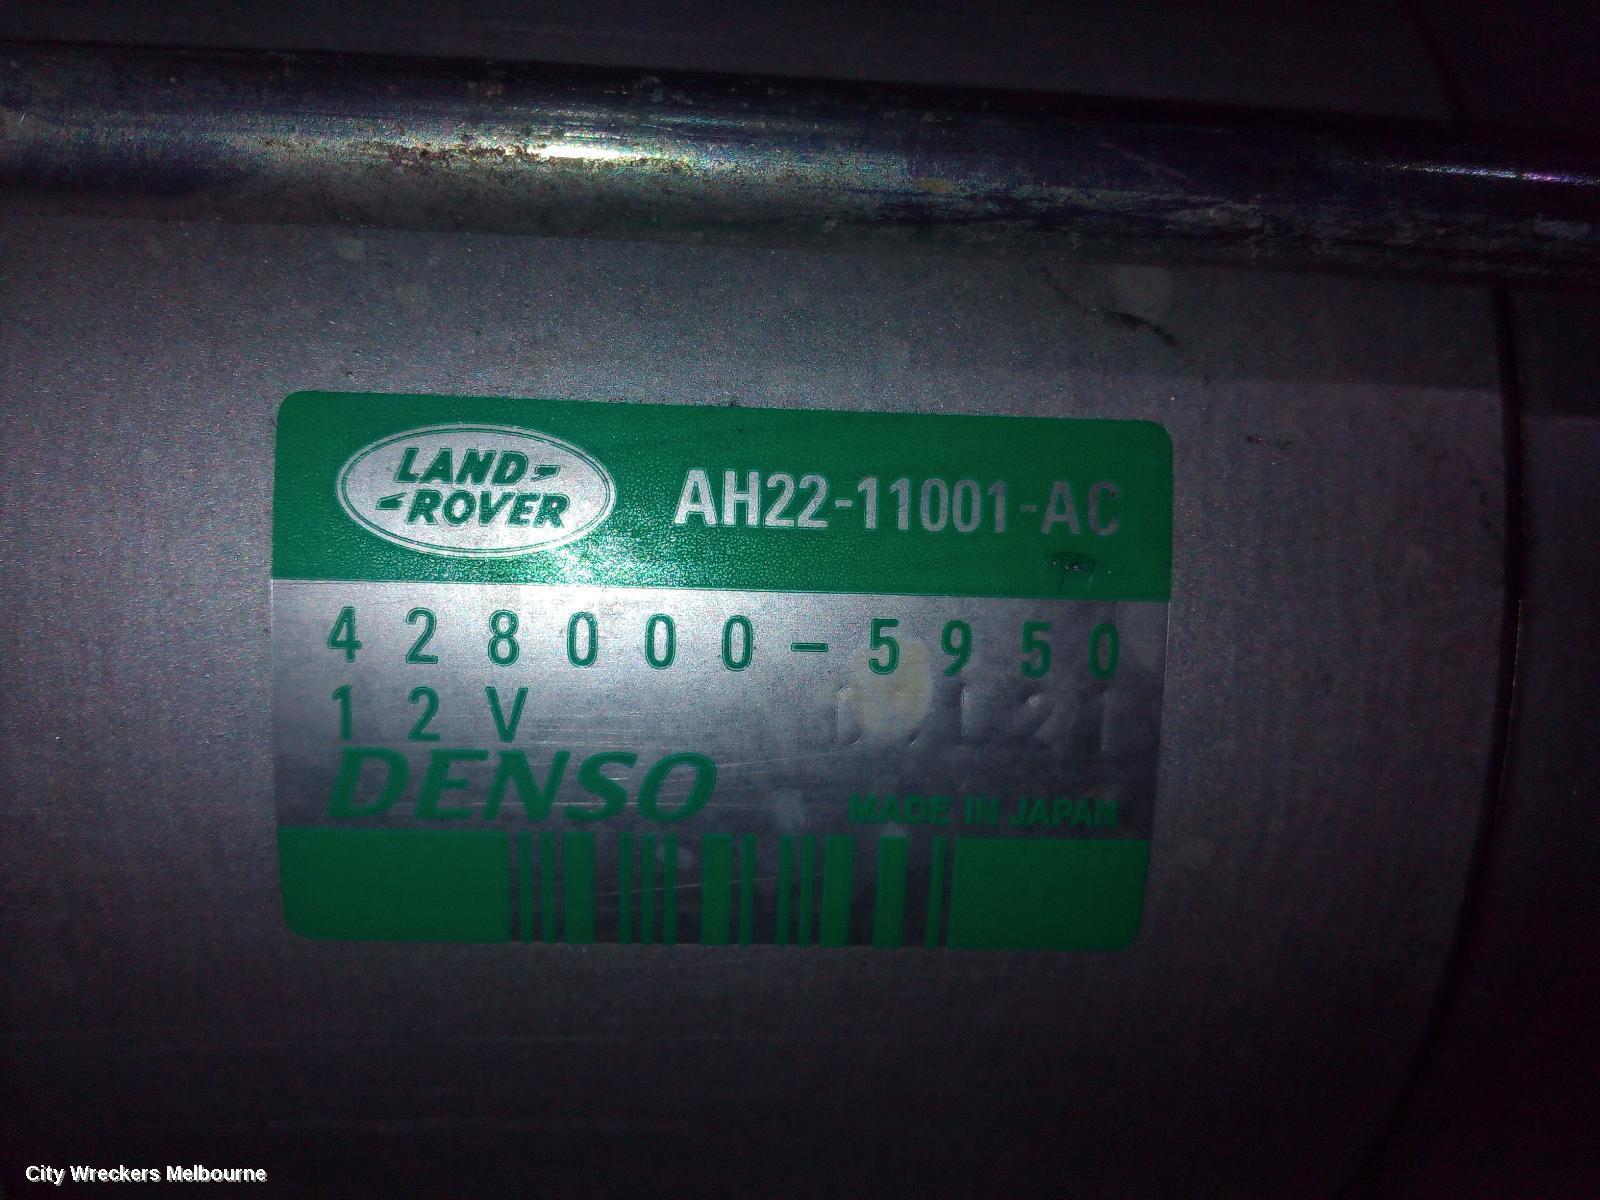 LAND-
-ROVER
AH22-11001-AC
428000-5950
12V
DENSO
MADE IN JAPAN
City Wreckers Melbourne